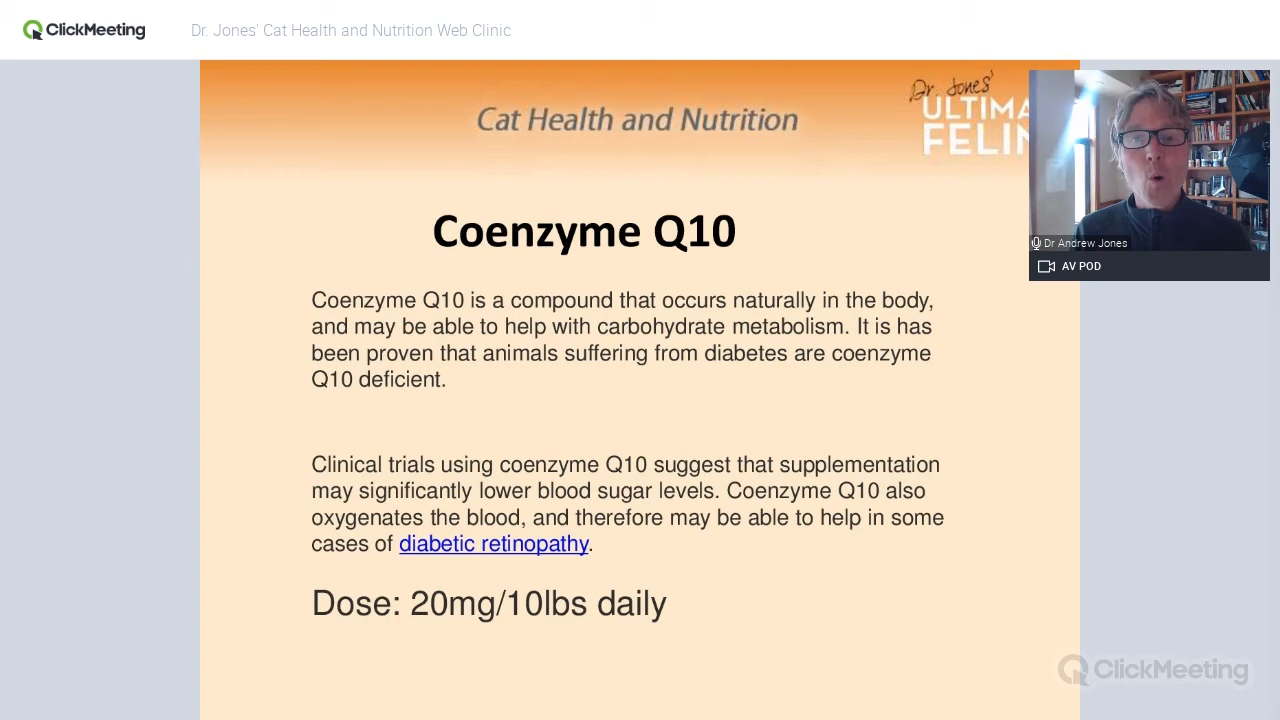 ClickMeeting
Dr. Jones' Cat Health and Nutrition Web Clinic
Cat Health and Nutrition
Dr. Jones'
ULTIMA
FELIN
Dr Andrew Jones
AV POD
Coenzyme Q10
Coenzyme Q10 is a compound that occurs naturally in the body,
and may be able to help with carbohydrate metabolism. It is has
been proven that animals suffering from diabetes are coenzyme
Q10 deficient.
Clinical trials using coenzyme Q10 suggest that supplementation
may significantly lower blood sugar levels. Coenzyme Q10 also
oxygenates the blood, and therefore may be able to help in some
cases of diabetic retinopathy.
Dose: 20mg/10lbs daily
ClickMeeting